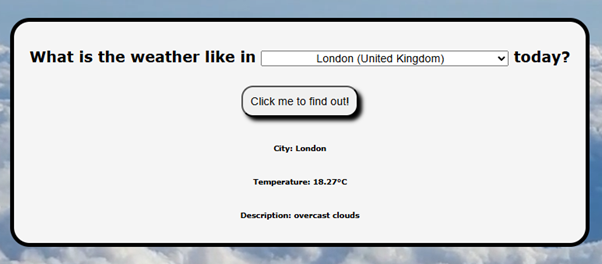 What is the weather like in London (United Kingdom) today?
Click me to find out!
City: London
Temperature: 18.27°C
Description: overcast clouds